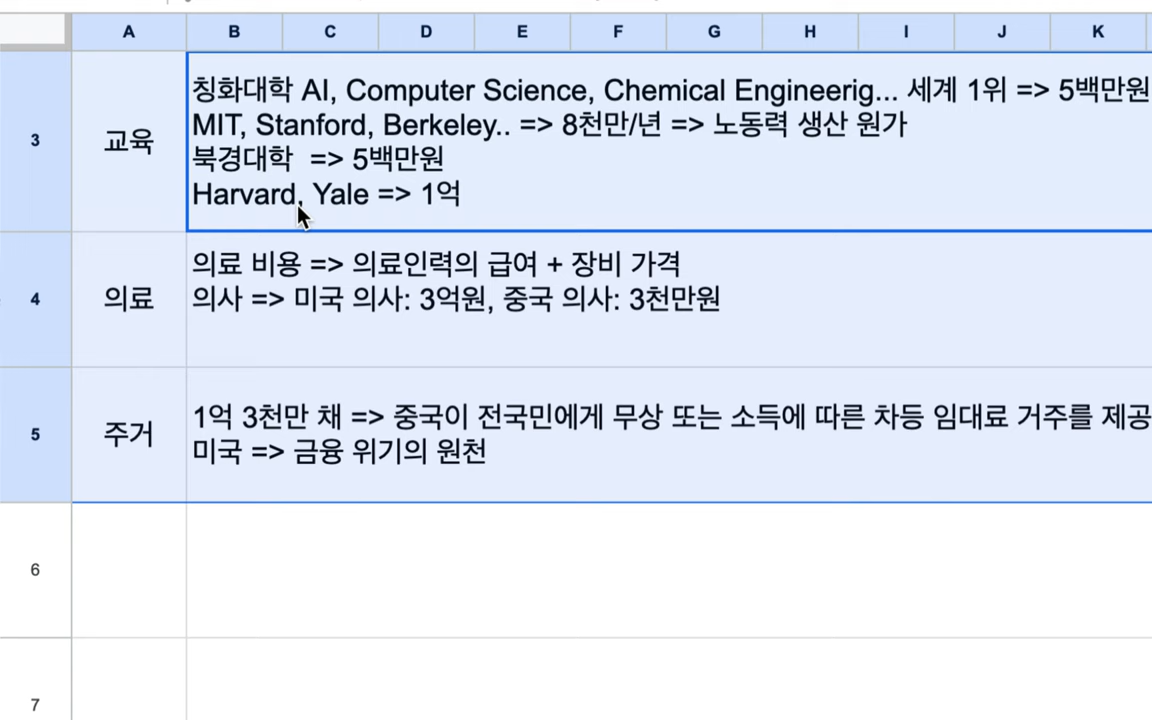 A B C D E F G H I J K
3 교육 칭화대학 AI, Computer Science, Chemical Engineerig... 세계 1위 => 5백만원
MIT, Stanford, Berkeley.. => 8천만/년 => 노동력 생산 원가
북경대학 => 5백만원
Harvard, Yale => 1억
4 의료 의료 비용 => 의료인력의 급여 + 장비 가격
의사 => 미국 의사: 3억원, 중국 의사: 3천만원
5 주거 1억 3천만 채 => 중국이 전국민에게 무상 또는 소득에 따른 차등 임대료 거주를 제공
미국 => 금융 위기의 원천
6
7